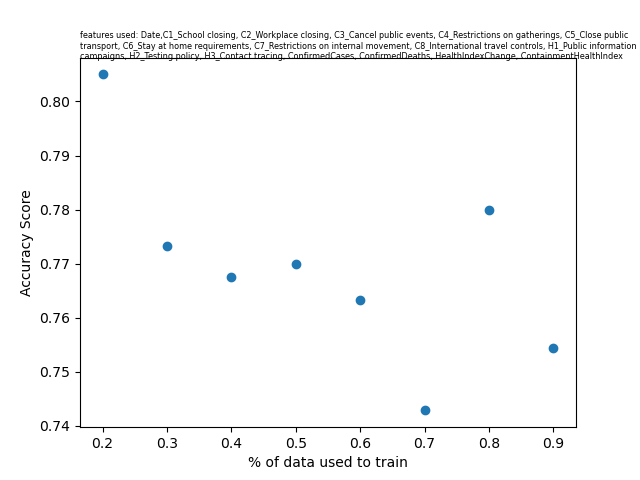 features used: Date,C1_School closing, C2_Workplace closing, C3_Cancel public events, C4_Restrictions on gatherings, C5_Close public
transport, C6_Stay at home requirements, C7_Restrictions on internal movement, C8_International travel controls, H1_Public information
campaigns, H2_Testing policy, H3_Contact tracing, ConfirmedCases, ConfirmedDeaths, HealthIndexChange, ContainmentHealthIndex
0.80
0.79
0.78
0.77
0.76
0.75
0.74
Accuracy Score
0.2 0.3 0.4 0.5 0.6 0.7 0.8 0.9
% of data used to train